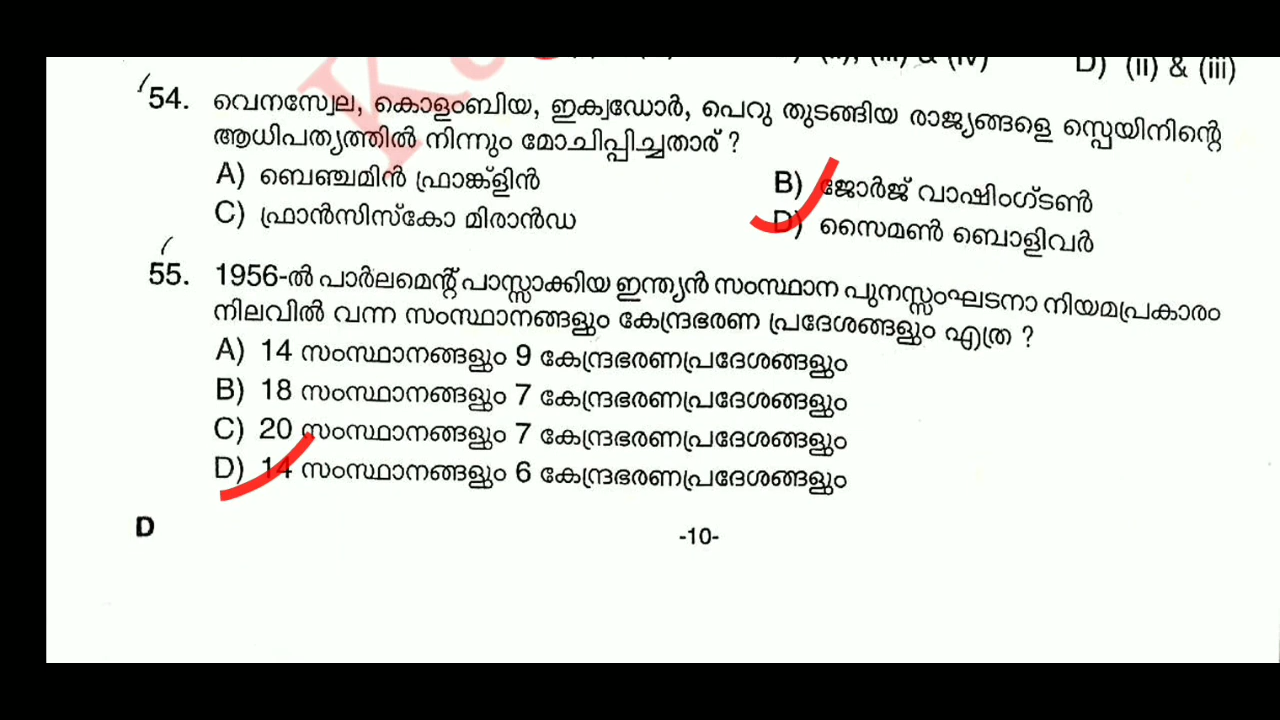 D) (ii) & (iii)
54. വെനസ്വേല, കൊളംബിയ, ഇക്വഡോർ, പെറു തുടങ്ങിയ രാജ്യങ്ങളെ സ്പെയിനിന്റെ
ആധിപത്യത്തിൽ നിന്നും മോചിപ്പിച്ചതാര് ?
A) ബെഞ്ചമിൻ ഫ്രാങ്ക്ളിൻ B) ജോർജ് വാഷിംഗ്ടൺ
C) ഫ്രാൻസിസ്കോ മിരാൻഡ D) സൈമൺ ബൊളിവർ
55. 1956-ൽ പാർലമെന്റ് പാസ്സാക്കിയ ഇന്ത്യൻ സംസ്ഥാന പുനസ്സംഘടനാ നിയമപ്രകാരം
നിലവിൽ വന്ന സംസ്ഥാനങ്ങളും കേന്ദ്രഭരണ പ്രദേശങ്ങളും എത്ര ?
A) 14 സംസ്ഥാനങ്ങളും 9 കേന്ദ്രഭരണപ്രദേശങ്ങളും
B) 18 സംസ്ഥാനങ്ങളും 7 കേന്ദ്രഭരണപ്രദേശങ്ങളും
C) 20 സംസ്ഥാനങ്ങളും 7 കേന്ദ്രഭരണപ്രദേശങ്ങളും
D) 14 സംസ്ഥാനങ്ങളും 6 കേന്ദ്രഭരണപ്രദേശങ്ങളും
D -10-